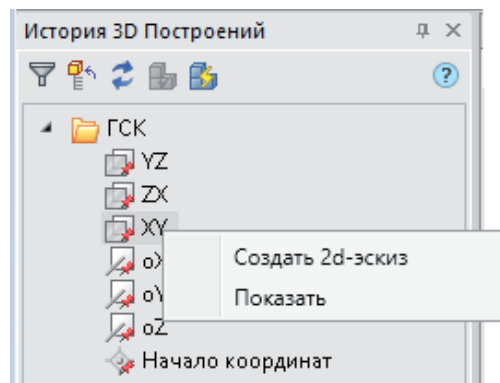 История 3D Построений
ГСК
YZ
ZX
XY
Создать 2d-эскиз
Показать
oZ
Начало координат